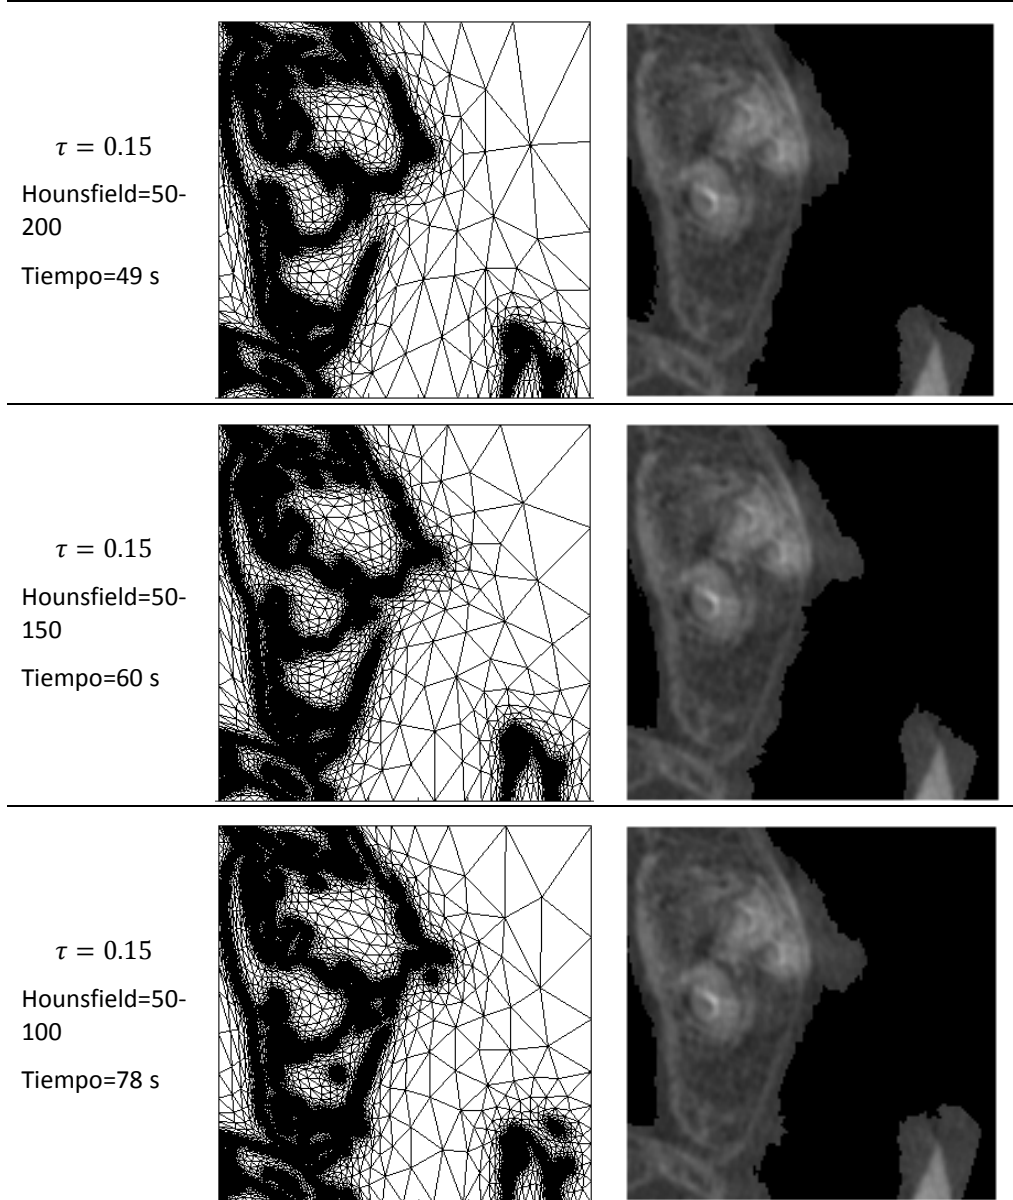 𝜏 = 0.15
Hounsfield=50-
200
Tiempo=49 s
𝜏 = 0.15
Hounsfield=50-
150
Tiempo=60 s
𝜏 = 0.15
Hounsfield=50-
100
Tiempo=78 s